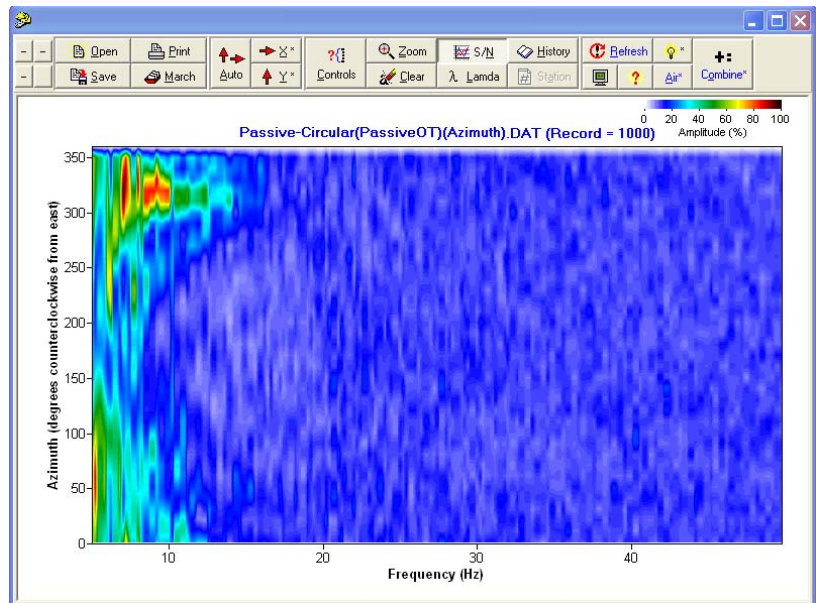 Open Print Auto X* ?{] Controls Zoom S/N History Refresh * Combine*
Save March Y* Clear λ Lamda Station ? Air*
0 20 40 60 80 100
Amplitude (%)
Passive-Circular(PassiveOT)(Azimuth).DAT (Record = 1000)
Azimuth (degrees counterclockwise from east)
350
300
250
200
150
100
50
0
10 20 30 40
Frequency (Hz)